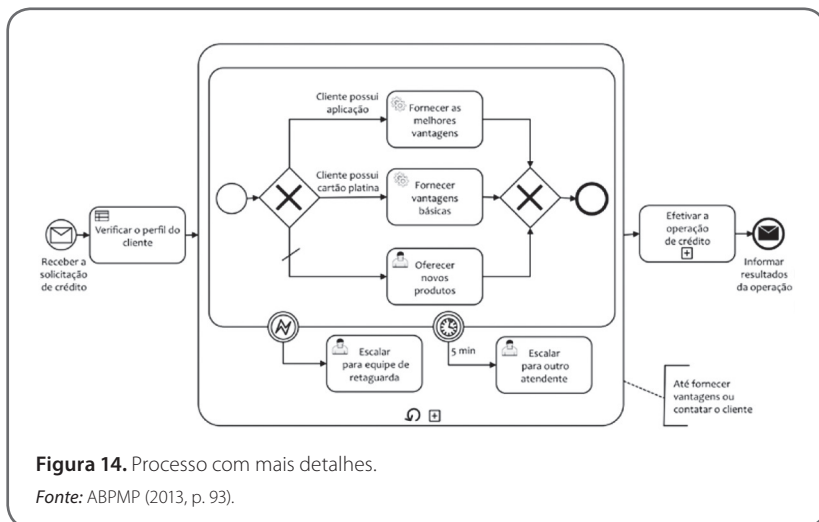 Cliente possui
aplicação
Fornecer as
melhores
vantagens
Cliente possui
cartão platina
Fornecer
vantagens
básicas
Verificar o perfil do
cliente
Receber a
solicitação
de crédito
Oferecer
novos
produtos
Efetivar a
operação
de crédito
Informar
resultados
da operação
Escalar
para equipe de
retaguarda
5 min
Escalar
para outro
atendente
Até fornecer
vantagens ou
contatar o cliente
Figura 14. Processo com mais detalhes.
Fonte: ABPMP (2013, p. 93).